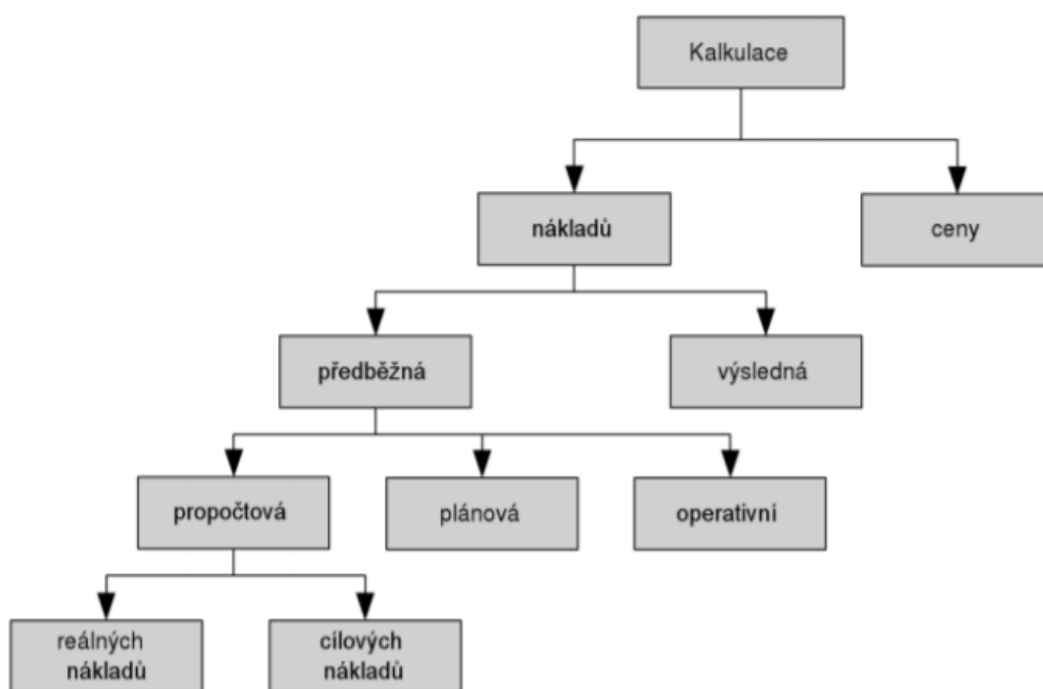 Kalkulace
nákladů
ceny
předběžná
výsledná
propočtová
plánová
operativní
reálných
nákladů
cílových
nákladů